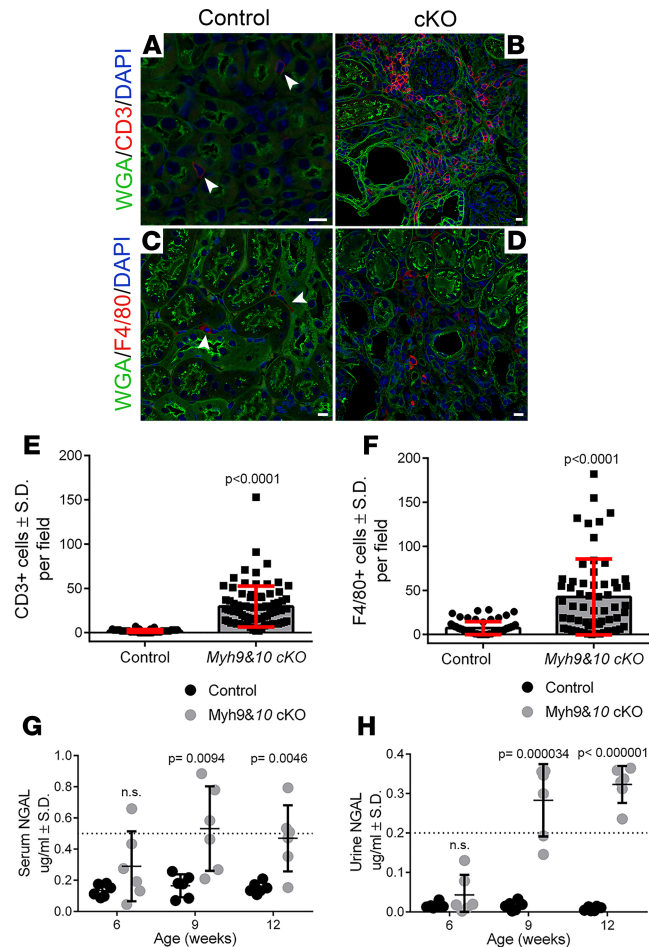 Control
cKO
A
B
WGA/CD3/DAPI
C
D
WGA/F4/80/DAPI
E
CD3+ cells ± S.D.
per field
200
150
100
50
0
p<0.0001
Control
Myh9&10 cKO
F
F4/80+ cells ± S.D.
per field
200
150
100
50
0
p<0.0001
Control
Myh9&10 cKO
Control
Myh9&10 cKO
G
Serum NGAL
ug/ml ± S.D.
1.0
0.8
0.6
0.4
0.2
0.0
n.s.
p= 0.0094
p= 0.0046
6
9
12
Age (weeks)
Control
Myh9&10 cKO
H
Urine NGAL
ug/ml ± S.D.
0.4
0.3
0.2
0.1
0.0
n.s.
p= 0.000034
p< 0.000001
6
9
12
Age (weeks)